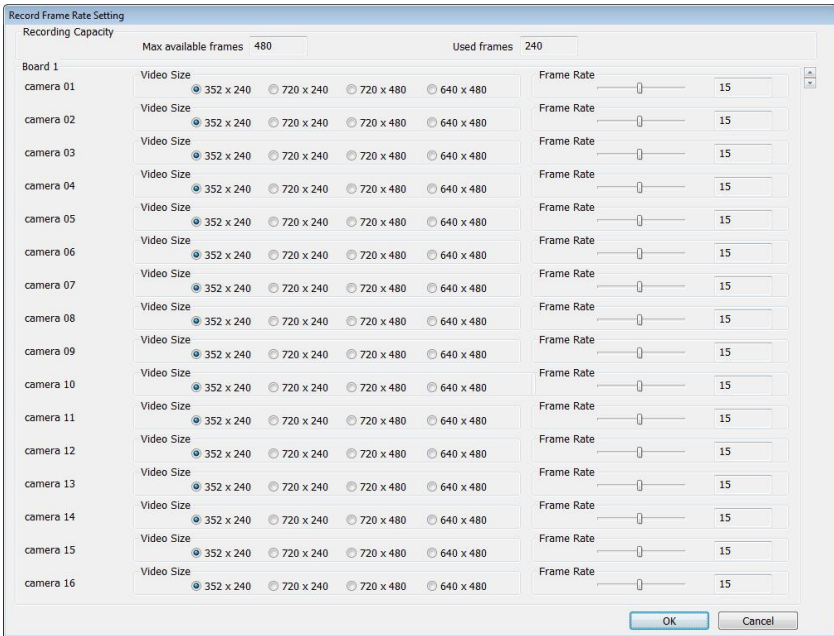 Record Frame Rate Setting
Recording Capacity
Max available frames 480 Used frames 240
Board 1
Video Size Frame Rate
camera 01 352 x 240 720 x 240 720 x 480 640 x 480 15
Video Size Frame Rate
camera 02 352 x 240 720 x 240 720 x 480 640 x 480 15
Video Size Frame Rate
camera 03 352 x 240 720 x 240 720 x 480 640 x 480 15
Video Size Frame Rate
camera 04 352 x 240 720 x 240 720 x 480 640 x 480 15
Video Size Frame Rate
camera 05 352 x 240 720 x 240 720 x 480 640 x 480 15
Video Size Frame Rate
camera 06 352 x 240 720 x 240 720 x 480 640 x 480 15
Video Size Frame Rate
camera 07 352 x 240 720 x 240 720 x 480 640 x 480 15
Video Size Frame Rate
camera 08 352 x 240 720 x 240 720 x 480 640 x 480 15
Video Size Frame Rate
camera 09 352 x 240 720 x 240 720 x 480 640 x 480 15
Video Size Frame Rate
camera 10 352 x 240 720 x 240 720 x 480 640 x 480 15
Video Size Frame Rate
camera 11 352 x 240 720 x 240 720 x 480 640 x 480 15
Video Size Frame Rate
camera 12 352 x 240 720 x 240 720 x 480 640 x 480 15
Video Size Frame Rate
camera 13 352 x 240 720 x 240 720 x 480 640 x 480 15
Video Size Frame Rate
camera 14 352 x 240 720 x 240 720 x 480 640 x 480 15
Video Size Frame Rate
camera 15 352 x 240 720 x 240 720 x 480 640 x 480 15
Video Size Frame Rate
camera 16 352 x 240 720 x 240 720 x 480 640 x 480 15
OK Cancel